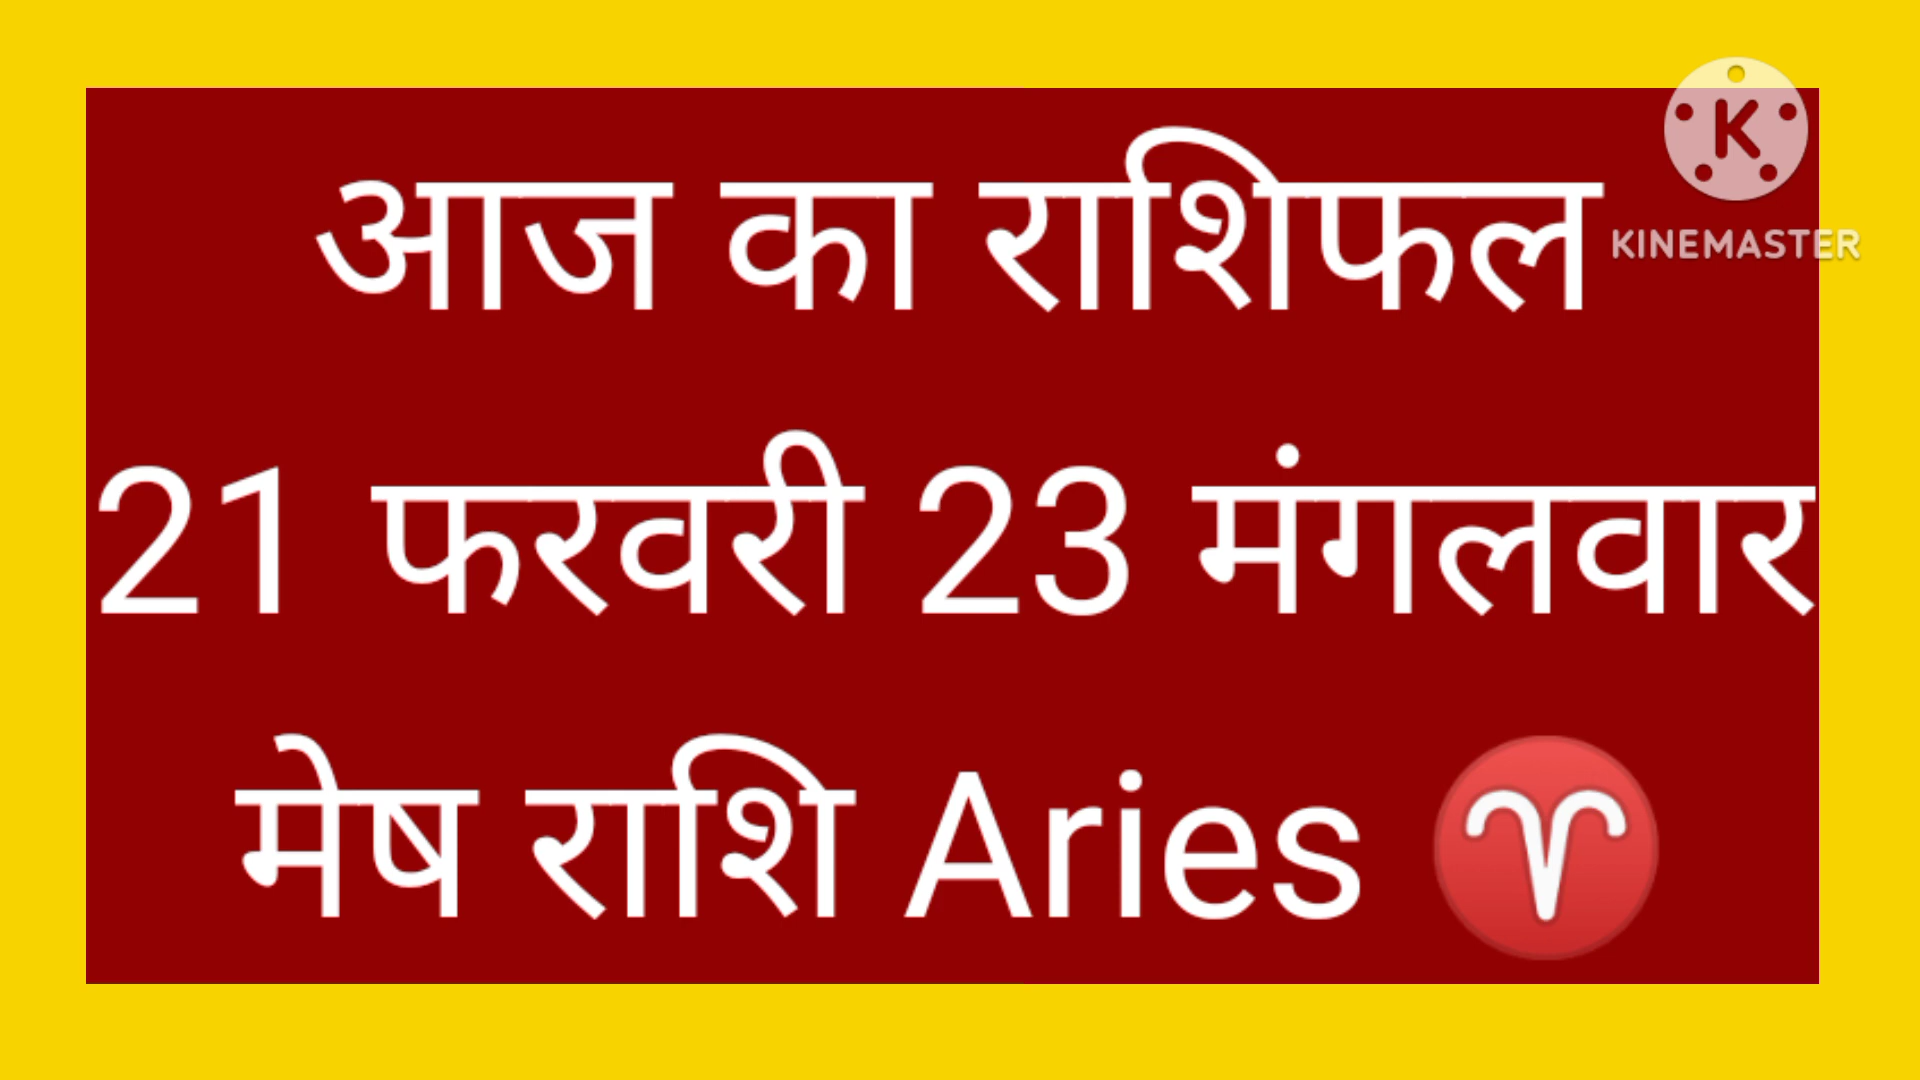 आज का राशिफल
K
KINEMASTER
21 फरवरी 23 मंगलवार
मेष राशि Aries ♈